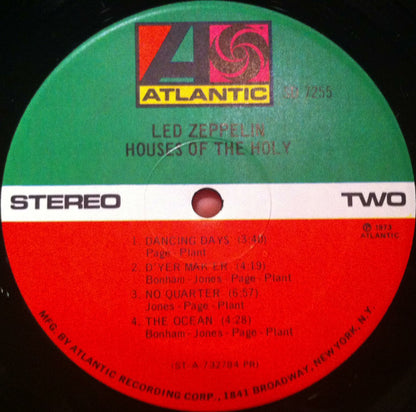 A
ATLANTIC
SD 7255
LED ZEPPELIN
HOUSES OF THE HOLY
STEREO
TWO
℗ 1973
ATLANTIC
1. DANCING DAYS (3:40)
Page - Plant
2. D'YER MAK'ER (4:19)
Bonham - Jones - Page - Plant
3. NO QUARTER (6:57)
Jones - Page - Plant
4. THE OCEAN (4:28)
Bonham - Jones - Page - Plant
(ST-A-732784 PR)
MFG. BY ATLANTIC RECORDING CORP., 1841 BROADWAY, NEW YORK, N.Y.